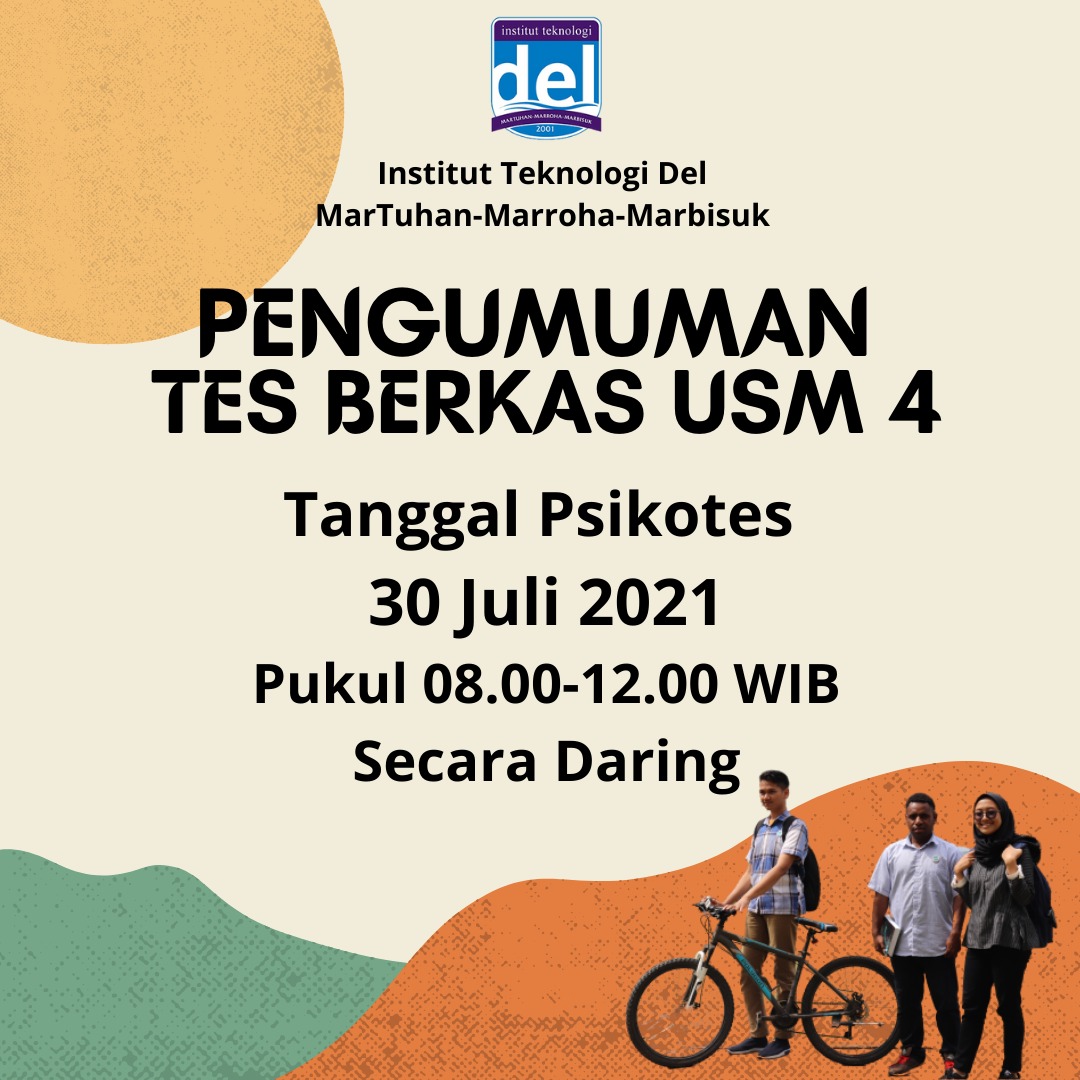 institut teknologi
del
MARTUHAN-MARROHA-MARBISUK
2001
Institut Teknologi Del
MarTuhan-Marroha-Marbisuk
PENGUMUMAN
TES BERKAS USM 4
Tanggal Psikotes
30 Juli 2021
Pukul 08.00-12.00 WIB
Secara Daring